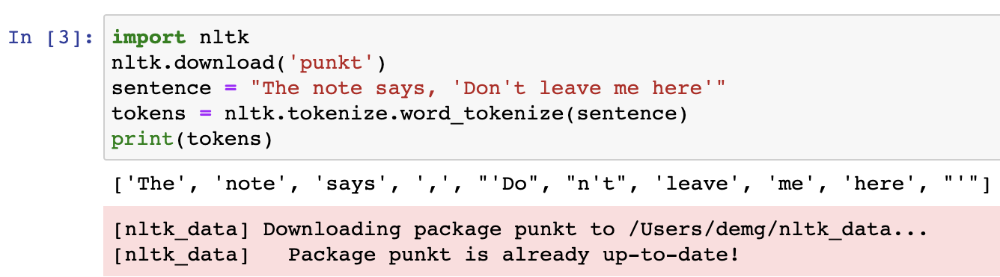 In [3]: import nltk
nltk.download('punkt')
sentence = "The note says, 'Don't leave me here'"
tokens = nltk.tokenize.word_tokenize(sentence)
print(tokens)
['The', 'note', 'says', ',', "'Do", "n't", 'leave', 'me', 'here', "'"]
[nltk_data] Downloading package punkt to /Users/demg/nltk_data...
[nltk_data]   Package punkt is already up-to-date!